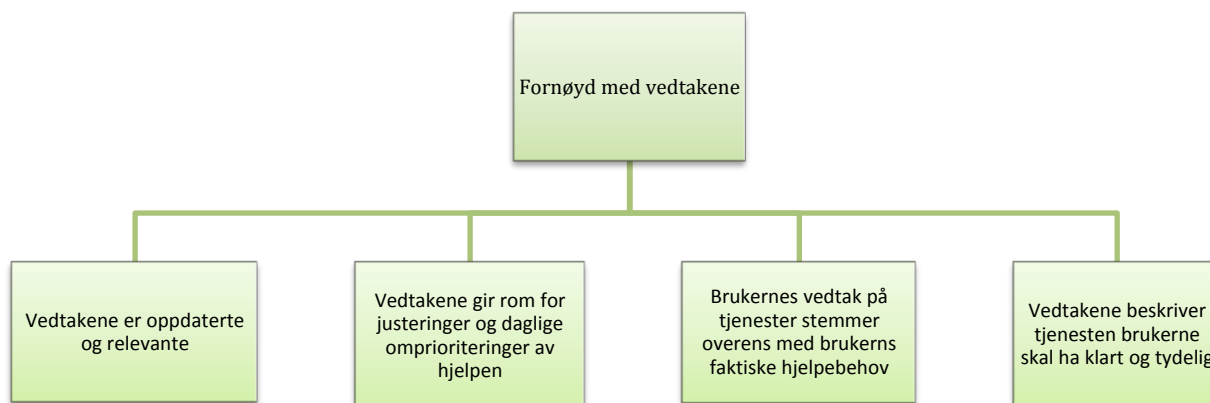 Fornøyd med vedtakene
Vedtakene er oppdaterte
og relevante
Vedtakene gir rom for
justeringer og daglige
omprioriteringer av
hjelpen
Brukernes vedtak på
tjenester stemmer
overens med brukerns
faktiske hjelpebehov
Vedtakene beskriver
tjenesten brukerne
skal ha klart og tydelig